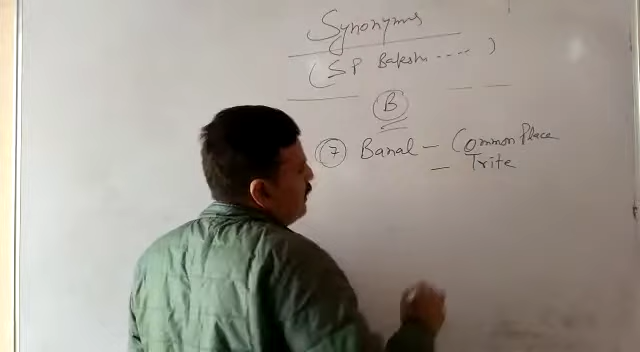 Synonyms
(SP Bakshi ....)
B
7 Banal - Common Place
- Trite